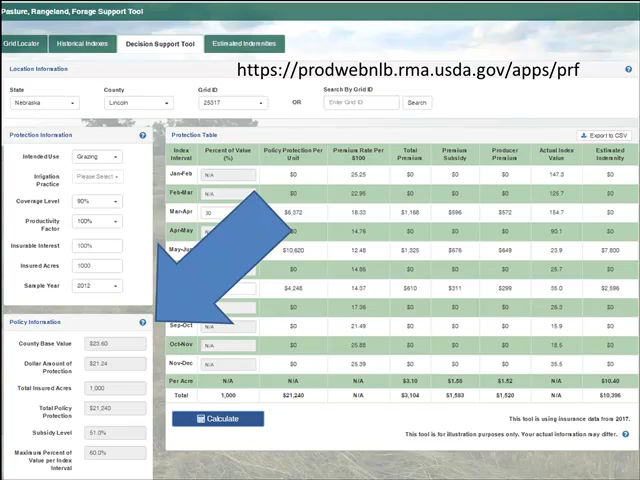 Pasture, Rangeland, Forage Support Tool
Grid Locator Historical Indexes Decision Support Tool Estimated Indemnities
Location Information
https://prodwebnlb.rma.usda.gov/apps/prf
State County Grid ID Search By Grid ID
Nebraska Lincoln 25317 OR Enter Grid ID Search
Protection Information
Intended Use Grazing
Irrigation Practice Please Select
Coverage Level 90%
Productivity Factor 100%
Insurable Interest 100%
Insured Acres 1000
Sample Year 2012
Policy Information
County Base Value $23.60
Dollar Amount of Protection $21.24
Total Insured Acres 1,000
Total Policy Protection $21,240
Subsidy Level 51.0%
Maximum Percent of Value per Index Interval 60.0%
Protection Table Export to CSV
Index Interval Percent of Value (%) Policy Protection Per Unit Premium Rate Per $100 Total Premium Premium Subsidy Producer Premium Actual Index Value Estimated Indemnity
Jan-Feb N/A $0 25.25 $0 $0 $0 147.3 $0
Feb-Mar N/A $0 22.95 $0 $0 $0 $0
Mar-Apr 30 $6,372 18.33 $1,168 $596 $572 154.7 $0
Apr-May $0 14.76 $0 $0 $0 $0
May-Jun $10,620 12.48 $1,325 $676 $649 23.9 $7,800
$0 14.86 $0 $0 $0 25.7 $0
$4,248 14.37 $610 $311 $299 35.0 $2,596
$0 17.36 $0 $0 $0 26.3 $0
Sep-Oct N/A $0 21.49 $0 $0 $0 $0
Oct-Nov N/A $0 25.88 $0 $0 $0 18.5 $0
Nov-Dec N/A $0 25.39 $0 $0 $0 35.5 $0
Per Acre N/A N/A N/A $3.10 $1.58 $1.52 N/A $10.40
Total 1,000 $21,240 N/A $3,104 $1,583 $1,520 N/A $10,396
Calculate
This tool is using insurance data from 2017.
This tool is for illustration purposes only. Your actual information may differ.